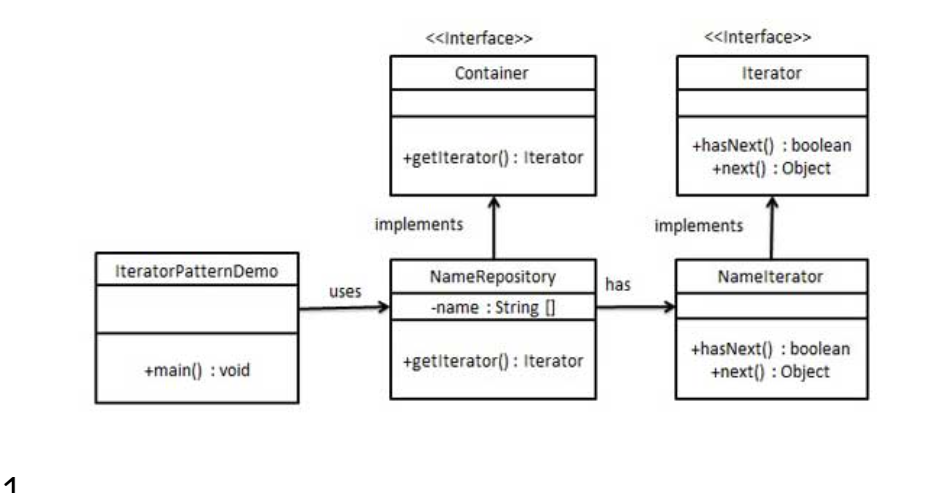 <<Interface>>
Container
+getIterator() : Iterator
<<Interface>>
Iterator
+hasNext() : boolean
+next() : Object
implements
implements
IteratorPatternDemo
+main() : void
uses
NameRepository
-name : String []
+getIterator() : Iterator
has
NameIterator
+hasNext() : boolean
+next() : Object
1